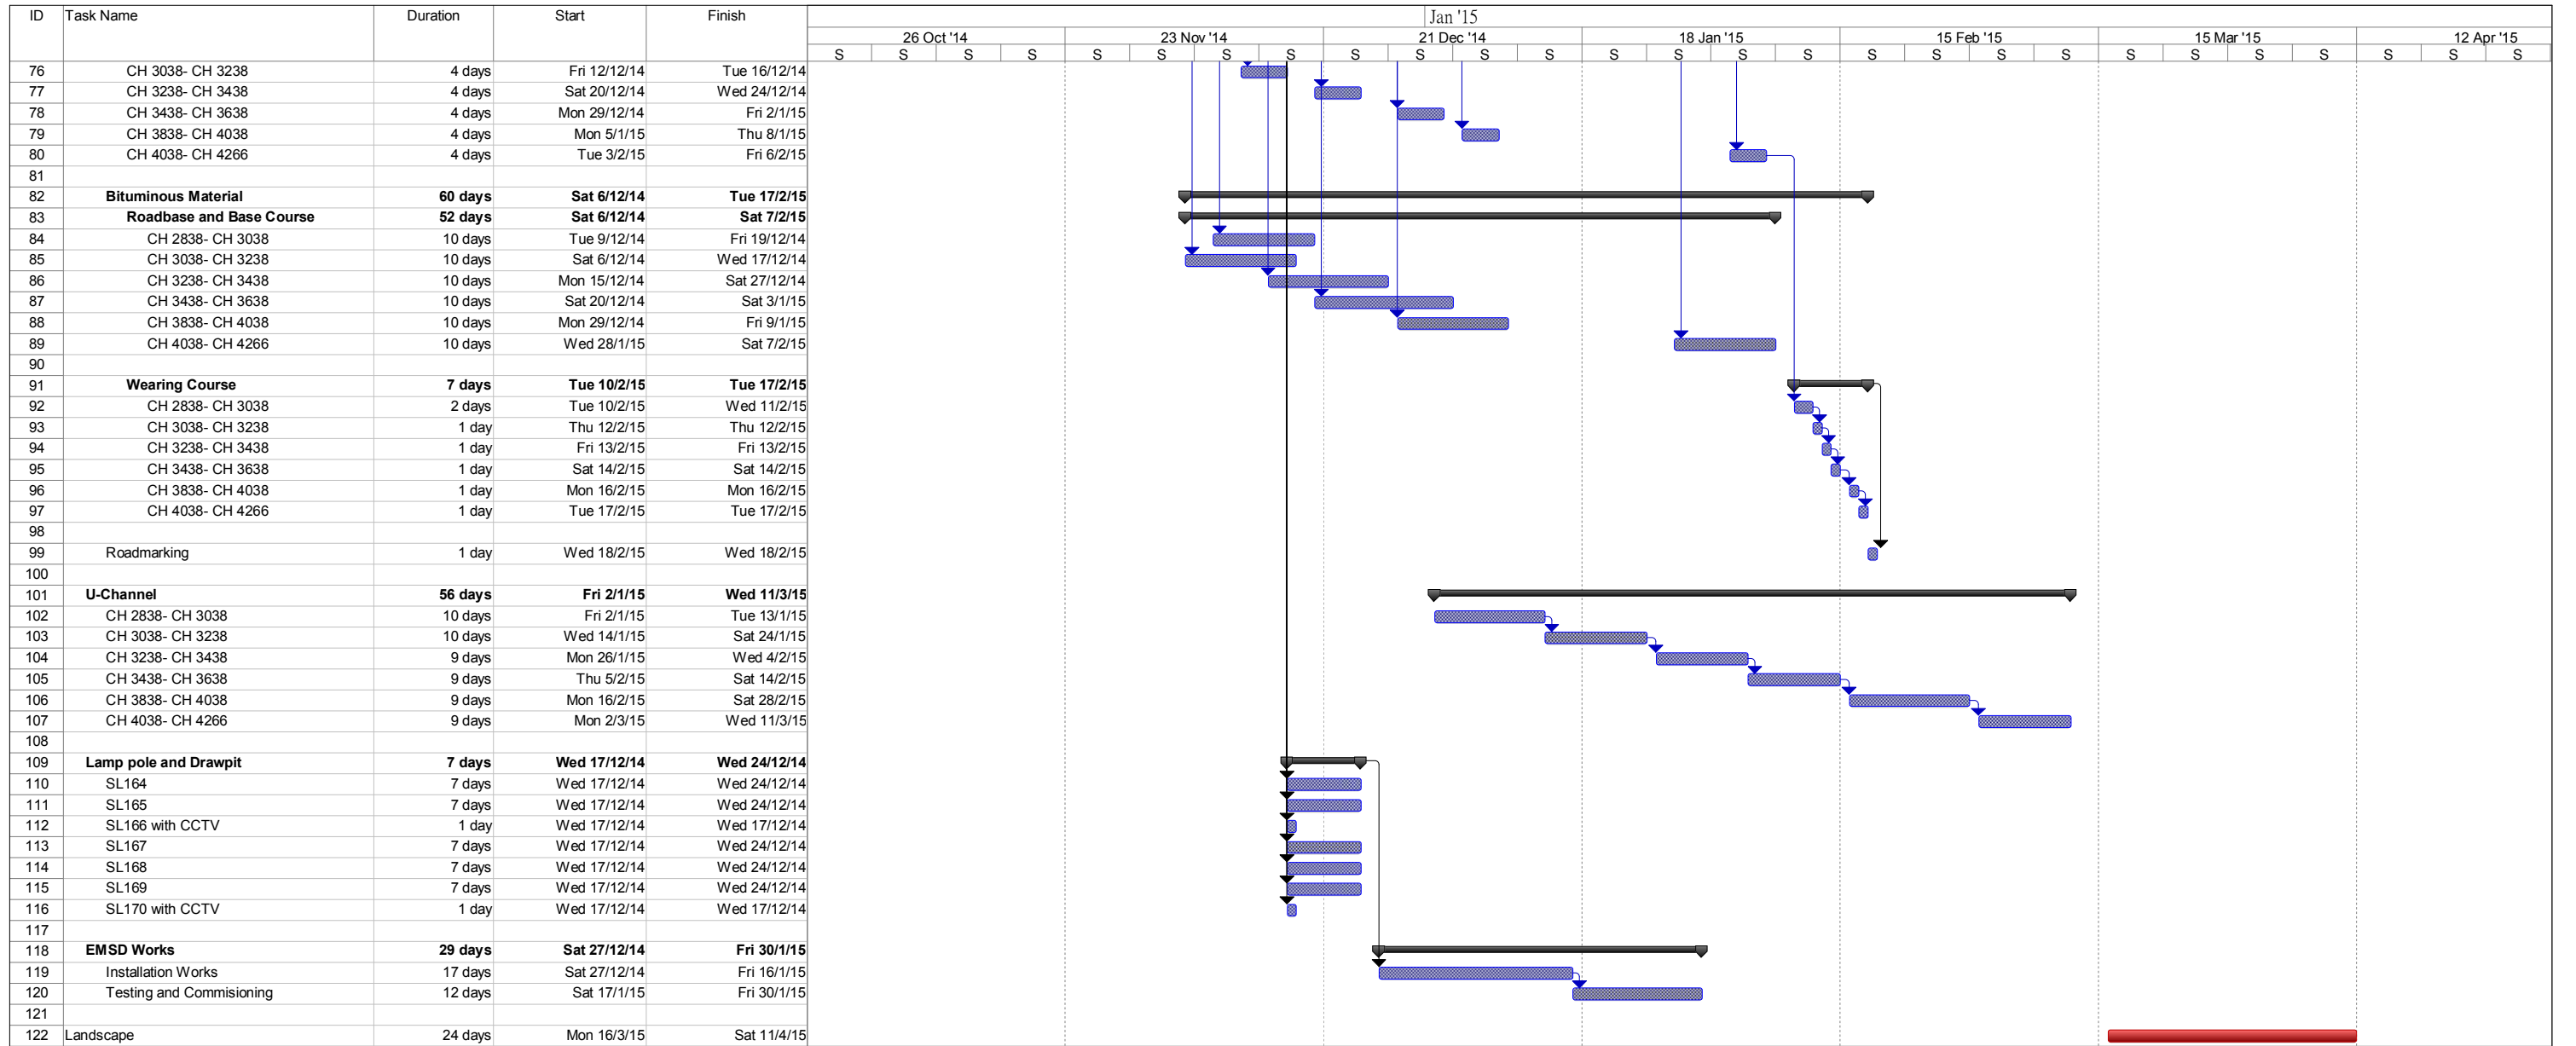 ID Task Name Duration Start Finish Jan '15
26 Oct '14 23 Nov '14 21 Dec '14 18 Jan '15 15 Feb '15 15 Mar '15 12 Apr '15
S S S S S S S S S S S S S S S S S S S S S S S S S S S
76 CH 3038- CH 3238 4 days Fri 12/12/14 Tue 16/12/14
77 CH 3238- CH 3438 4 days Sat 20/12/14 Wed 24/12/14
78 CH 3438- CH 3638 4 days Mon 29/12/14 Fri 2/1/15
79 CH 3838- CH 4038 4 days Mon 5/1/15 Thu 8/1/15
80 CH 4038- CH 4266 4 days Tue 3/2/15 Fri 6/2/15
81
82 Bituminous Material 60 days Sat 6/12/14 Tue 17/2/15
83 Roadbase and Base Course 52 days Sat 6/12/14 Sat 7/2/15
84 CH 2838- CH 3038 10 days Tue 9/12/14 Fri 19/12/14
85 CH 3038- CH 3238 10 days Sat 6/12/14 Wed 17/12/14
86 CH 3238- CH 3438 10 days Mon 15/12/14 Sat 27/12/14
87 CH 3438- CH 3638 10 days Sat 20/12/14 Sat 3/1/15
88 CH 3838- CH 4038 10 days Mon 29/12/14 Fri 9/1/15
89 CH 4038- CH 4266 10 days Wed 28/1/15 Sat 7/2/15
90
91 Wearing Course 7 days Tue 10/2/15 Tue 17/2/15
92 CH 2838- CH 3038 2 days Tue 10/2/15 Wed 11/2/15
93 CH 3038- CH 3238 1 day Thu 12/2/15 Thu 12/2/15
94 CH 3238- CH 3438 1 day Fri 13/2/15 Fri 13/2/15
95 CH 3438- CH 3638 1 day Sat 14/2/15 Sat 14/2/15
96 CH 3838- CH 4038 1 day Mon 16/2/15 Mon 16/2/15
97 CH 4038- CH 4266 1 day Tue 17/2/15 Tue 17/2/15
98
99 Roadmarking 1 day Wed 18/2/15 Wed 18/2/15
100
101 U-Channel 56 days Fri 2/1/15 Wed 11/3/15
102 CH 2838- CH 3038 10 days Fri 2/1/15 Tue 13/1/15
103 CH 3038- CH 3238 10 days Wed 14/1/15 Sat 24/1/15
104 CH 3238- CH 3438 9 days Mon 26/1/15 Wed 4/2/15
105 CH 3438- CH 3638 9 days Thu 5/2/15 Sat 14/2/15
106 CH 3838- CH 4038 9 days Mon 16/2/15 Sat 28/2/15
107 CH 4038- CH 4266 9 days Mon 2/3/15 Wed 11/3/15
108
109 Lamp pole and Drawpit 7 days Wed 17/12/14 Wed 24/12/14
110 SL164 7 days Wed 17/12/14 Wed 24/12/14
111 SL165 7 days Wed 17/12/14 Wed 24/12/14
112 SL166 with CCTV 1 day Wed 17/12/14 Wed 17/12/14
113 SL167 7 days Wed 17/12/14 Wed 24/12/14
114 SL168 7 days Wed 17/12/14 Wed 24/12/14
115 SL169 7 days Wed 17/12/14 Wed 24/12/14
116 SL170 with CCTV 1 day Wed 17/12/14 Wed 17/12/14
117
118 EMSD Works 29 days Sat 27/12/14 Fri 30/1/15
119 Installation Works 17 days Sat 27/12/14 Fri 16/1/15
120 Testing and Commisioning 12 days Sat 17/1/15 Fri 30/1/15
121
122 Landscape 24 days Mon 16/3/15 Sat 11/4/15